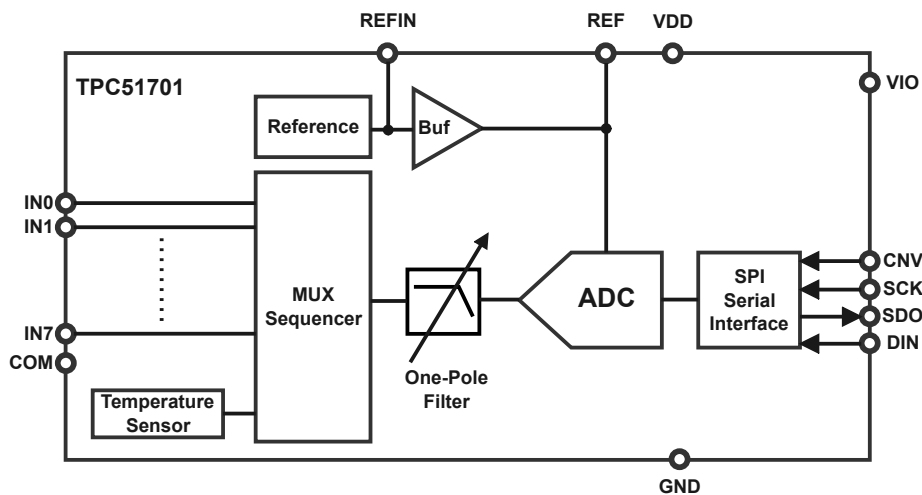 REFIN
REF
VDD
TPC51701
VIO
Reference
Buf
IN0
IN1
IN7
COM
MUX
Sequencer
ADC
SPI
Serial
Interface
CNV
SCK
SDO
DIN
One-Pole
Filter
Temperature
Sensor
GND